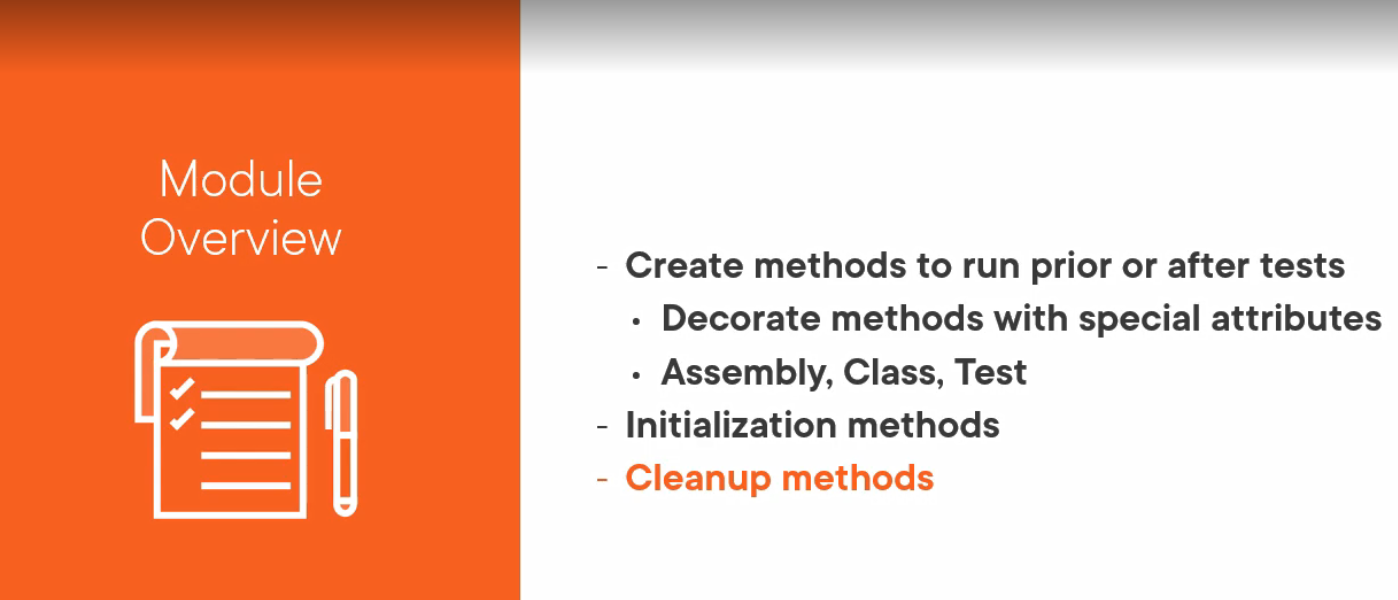 Module
Overview
- Create methods to run prior or after tests
• Decorate methods with special attributes
• Assembly, Class, Test
- Initialization methods
- Cleanup methods